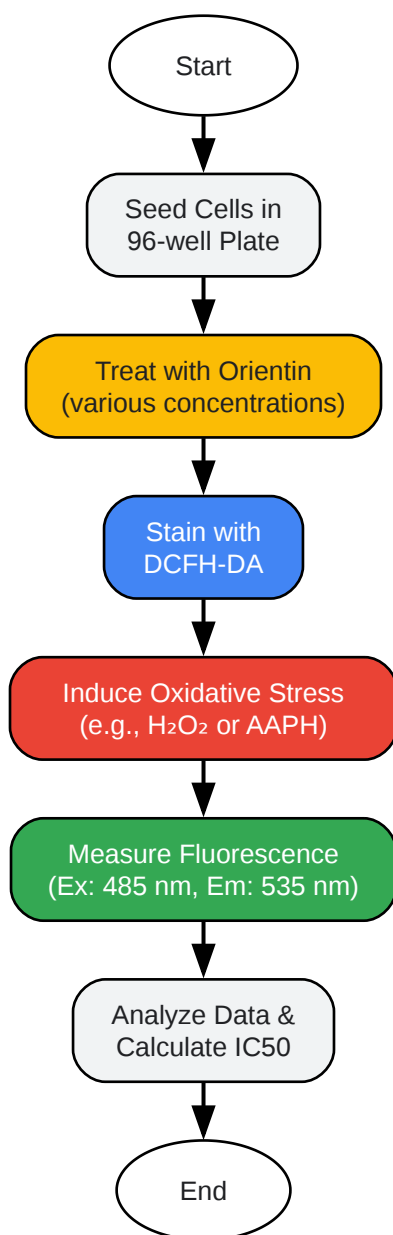 Start
Seed Cells in
96-well Plate
Treat with Orientin
(various concentrations)
Stain with
DCFH-DA
Induce Oxidative Stress
(e.g., H₂O₂ or AAPH)
Measure Fluorescence
(Ex: 485 nm, Em: 535 nm)
Analyze Data &
Calculate IC50
End